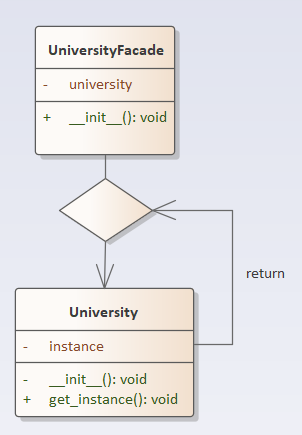 UniversityFacade
- university
+ __init__(): void
return
University
- instance
- __init__(): void
+ get_instance(): void